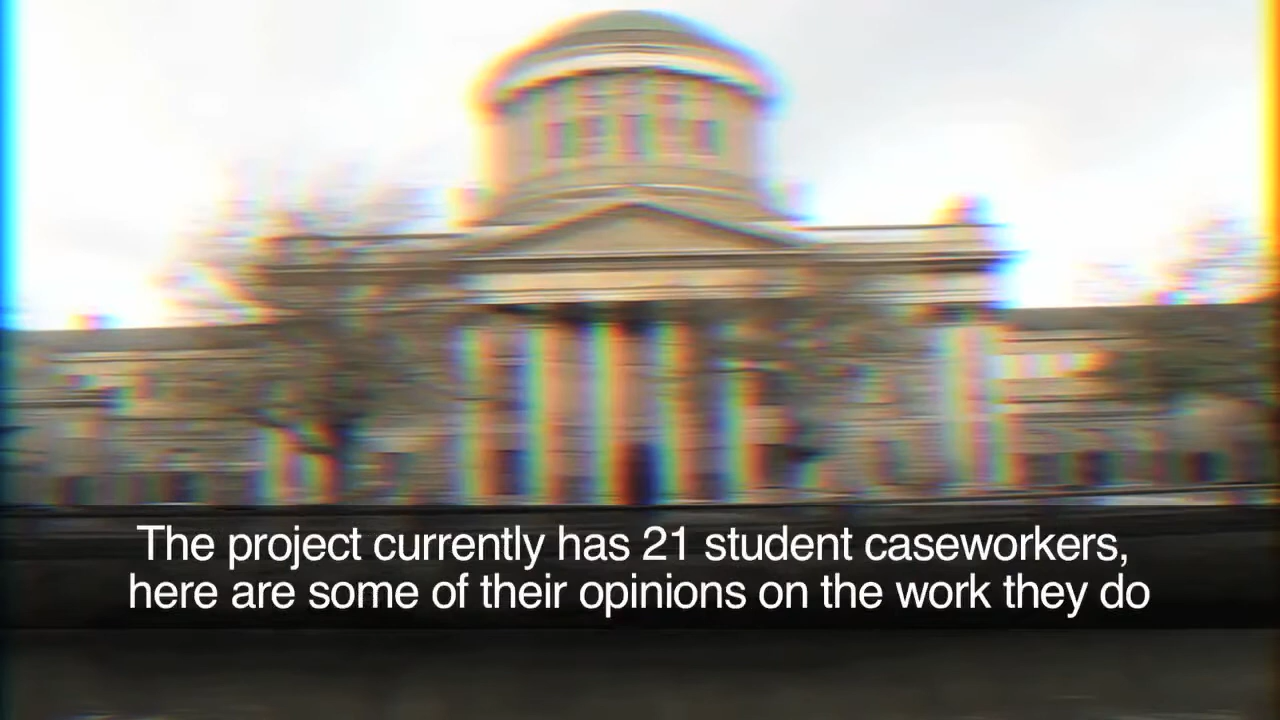 The project currently has 21 student caseworkers,
here are some of their opinions on the work they do